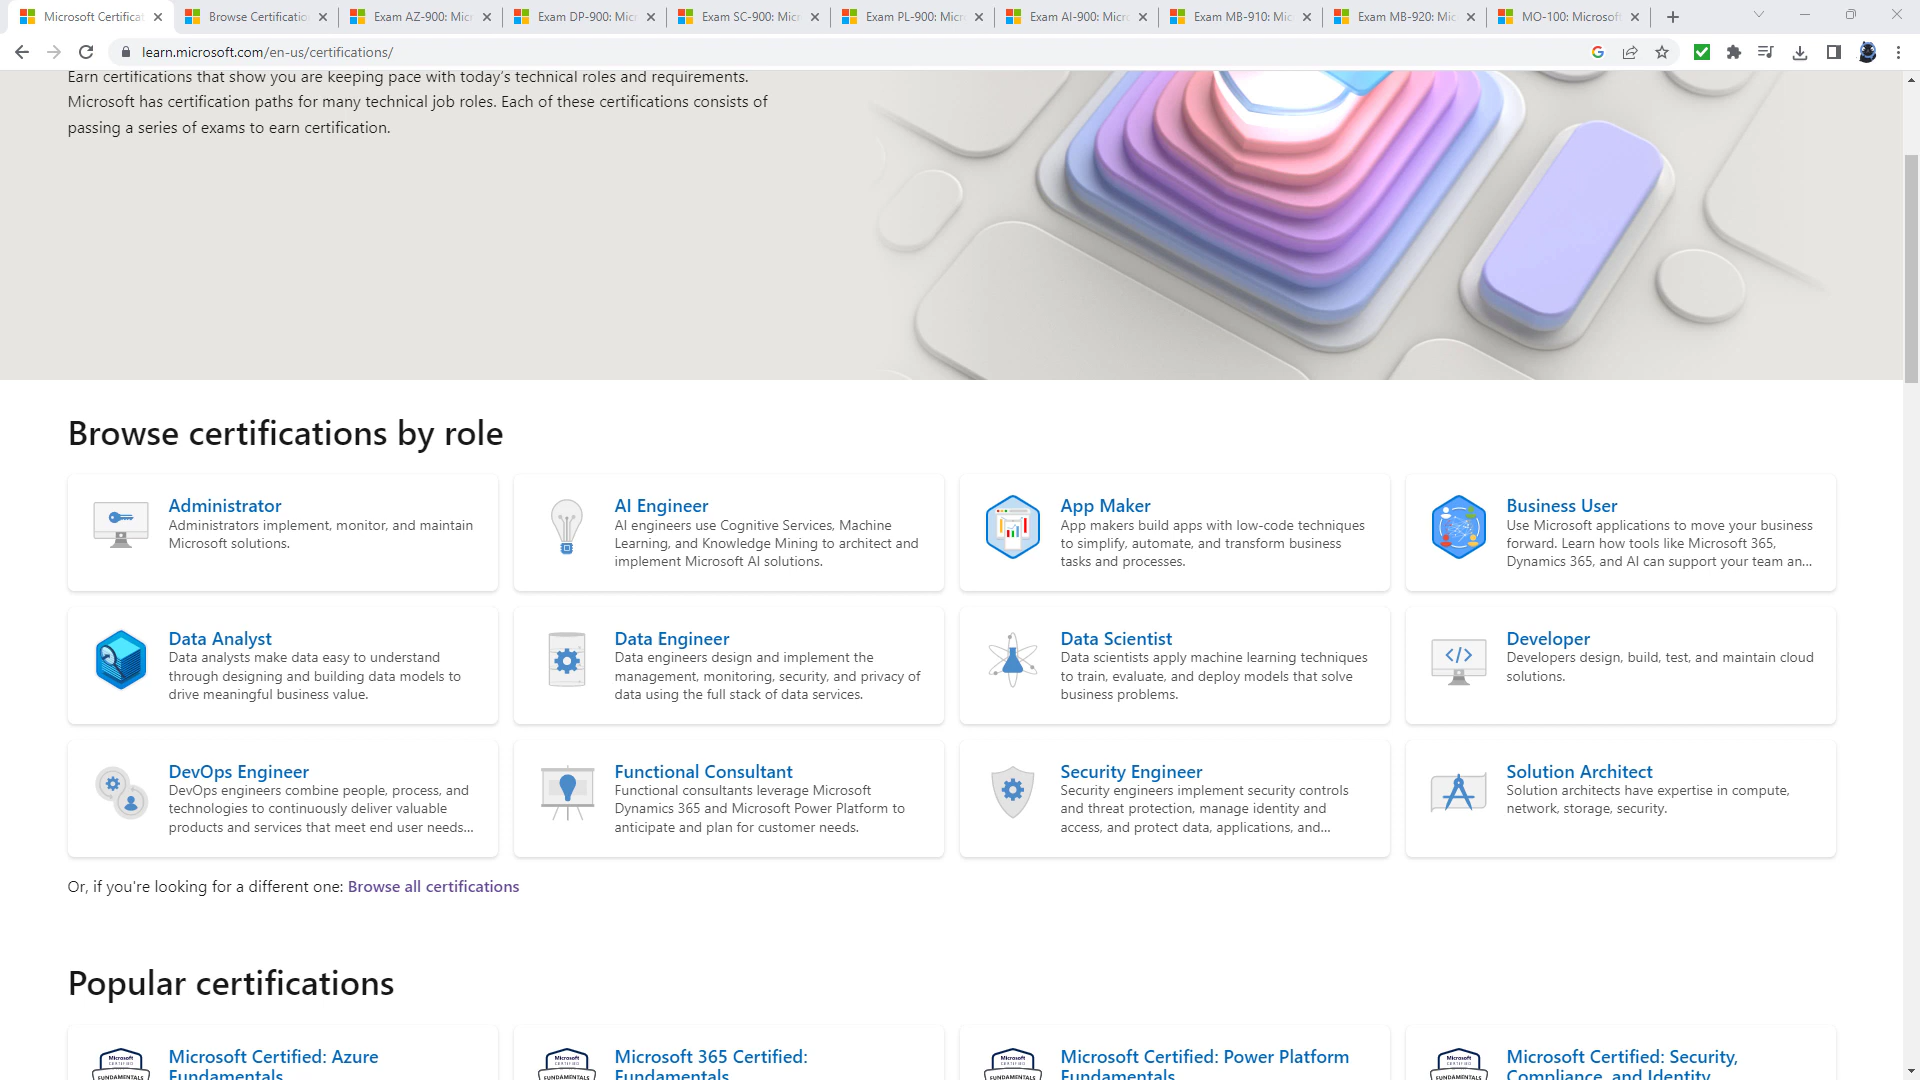 Microsoft Certificat
Browse Certificatio
Exam AZ-900: Micr
Exam DP-900: Micr
Exam SC-900: Micr
Exam PL-900: Micr
Exam AI-900: Micro
Exam MB-910: Mic
Exam MB-920: Mic
MO-100: Microsoft
learn.microsoft.com/en-us/certifications/
Earn certifications that show you are keeping pace with today's technical roles and requirements.
Microsoft has certification paths for many technical job roles. Each of these certifications consists of
passing a series of exams to earn certification.
Browse certifications by role
Administrator
Administrators implement, monitor, and maintain
Microsoft solutions.
AI Engineer
AI engineers use Cognitive Services, Machine
Learning, and Knowledge Mining to architect and
implement Microsoft AI solutions.
App Maker
App makers build apps with low-code techniques
to simplify, automate, and transform business
tasks and processes.
Business User
Use Microsoft applications to move your business
forward. Learn how tools like Microsoft 365,
Dynamics 365, and AI can support your team an...
Data Analyst
Data analysts make data easy to understand
through designing and building data models to
drive meaningful business value.
Data Engineer
Data engineers design and implement the
management, monitoring, security, and privacy of
data using the full stack of data services.
Data Scientist
Data scientists apply machine learning techniques
to train, evaluate, and deploy models that solve
business problems.
Developer
Developers design, build, test, and maintain cloud
solutions.
DevOps Engineer
DevOps engineers combine people, process, and
technologies to continuously deliver valuable
products and services that meet end user needs...
Functional Consultant
Functional consultants leverage Microsoft
Dynamics 365 and Microsoft Power Platform to
anticipate and plan for customer needs.
Security Engineer
Security engineers implement security controls
and threat protection, manage identity and
access, and protect data, applications, and...
Solution Architect
Solution architects have expertise in compute,
network, storage, security.
Or, if you're looking for a different one: Browse all certifications
Popular certifications
Microsoft
CERTIFIED
FUNDAMENTALS
Microsoft Certified: Azure
Fundamentals
Microsoft
CERTIFIED
FUNDAMENTALS
Microsoft 365 Certified:
Fundamentals
Microsoft
CERTIFIED
FUNDAMENTALS
Microsoft Certified: Power Platform
Fundamentals
Microsoft
CERTIFIED
FUNDAMENTALS
Microsoft Certified: Security,
Compliance, and Identity